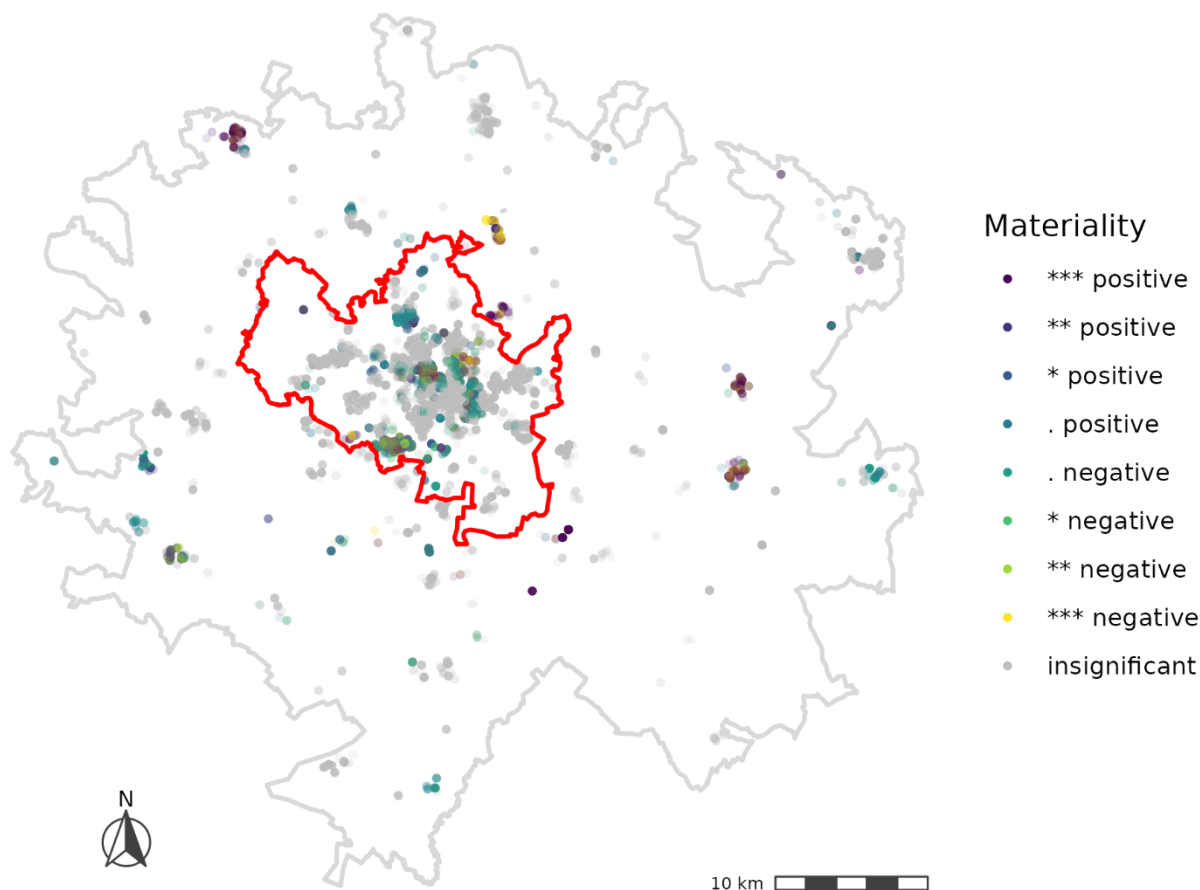 Materiality
*** positive
** positive
* positive
. positive
. negative
* negative
** negative
*** negative
insignificant
N
10 km